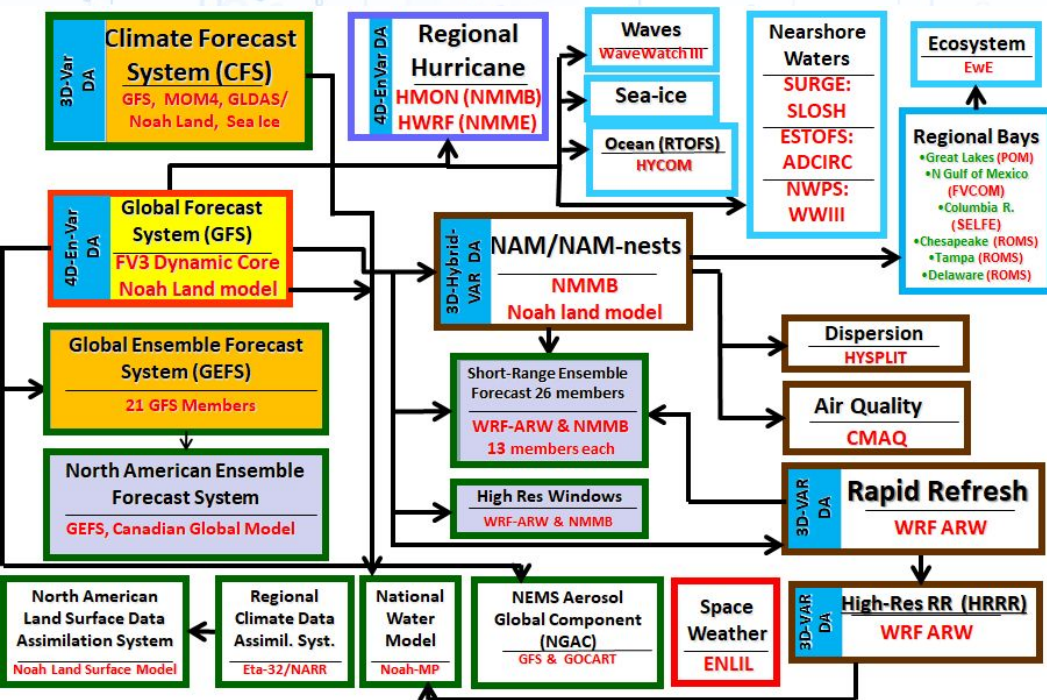 3D-Var
DA
Climate Forecast
System (CFS)
GFS, MOM4, GLDAS/
Noah Land, Sea Ice
4D-EnVar DA
Regional
Hurricane
HMON (NMMB)
HWRF (NMME)
Waves
WaveWatch III
Sea-ice
Ocean (RTOFS)
HYCOM
Nearshore
Waters
SURGE:
SLOSH
ESTOFS:
ADCIRC
NWPS:
WWIII
Ecosystem
EwE
Regional Bays
•Great Lakes (POM)
•N Gulf of Mexico
(FVCOM)
•Columbia R.
(SELFE)
•Chesapeake (ROMS)
•Tampa (ROMS)
•Delaware (ROMS)
4D-En-Var
DA
Global Forecast
System (GFS)
FV3 Dynamic Core
Noah Land model
3D-Hybrid-
VAR DA
NAM/NAM-nests
NMMB
Noah land model
Global Ensemble Forecast
System (GEFS)
21 GFS Members
Short-Range Ensemble
Forecast 26 members
WRF-ARW & NMMB
13 members each
Dispersion
HYSPLIT
Air Quality
CMAQ
North American Ensemble
Forecast System
GEFS, Canadian Global Model
High Res Windows
WRF-ARW & NMMB
3D-VAR
DA
Rapid Refresh
WRF ARW
North American
Land Surface Data
Assimilation System
Noah Land Surface Model
Regional
Climate Data
Assimil. Syst.
Eta-32/NARR
National
Water
Model
Noah-MP
NEMS Aerosol
Global Component
(NGAC)
GFS & GOCART
Space
Weather
ENLIL
3D-VAR
DA
High-Res RR (HRRR)
WRF ARW